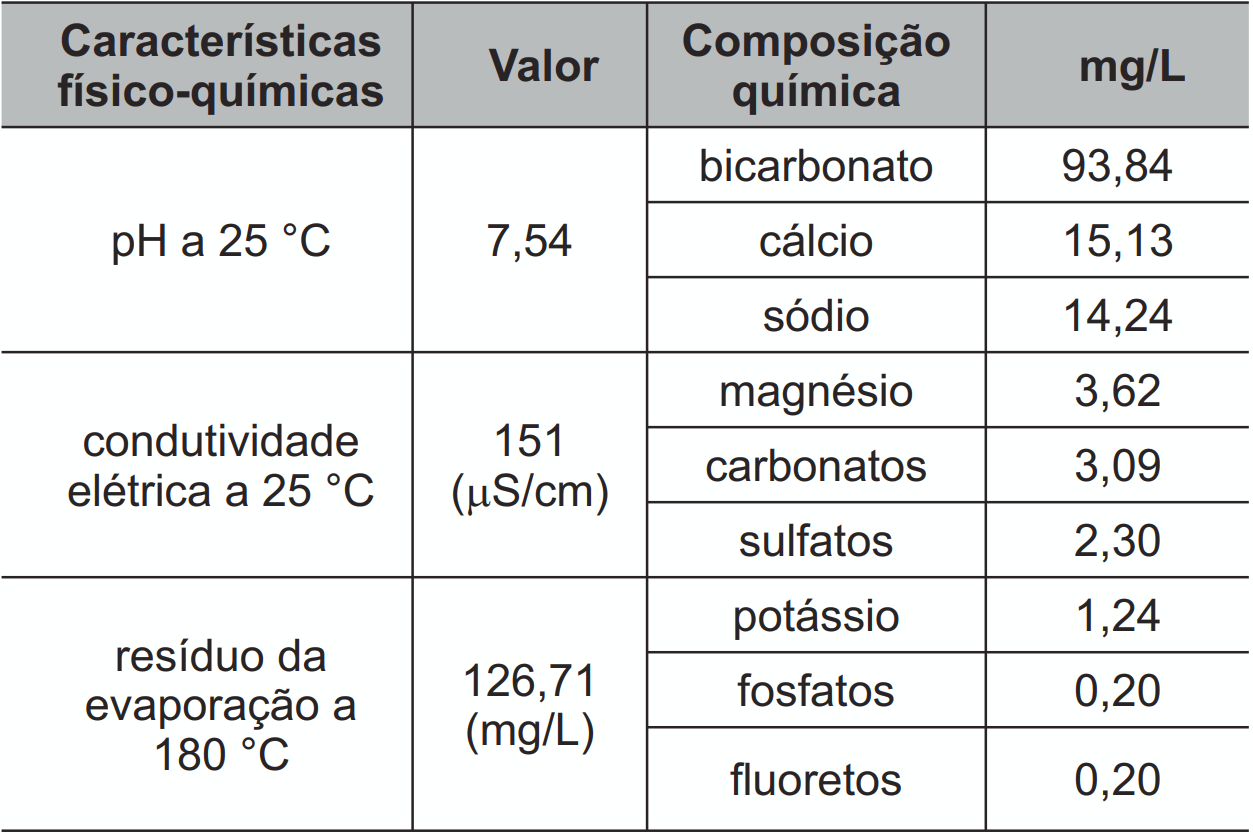 Características
físico-químicas
Valor
Composição
química
mg/L
pH a 25 °C
7,54
bicarbonato
93,84
cálcio
15,13
sódio
14,24
condutividade
elétrica a 25 °C
151
(μS/cm)
magnésio
3,62
carbonatos
3,09
sulfatos
2,30
resíduo da
evaporação a
180 °C
126,71
(mg/L)
potássio
1,24
fosfatos
0,20
fluoretos
0,20